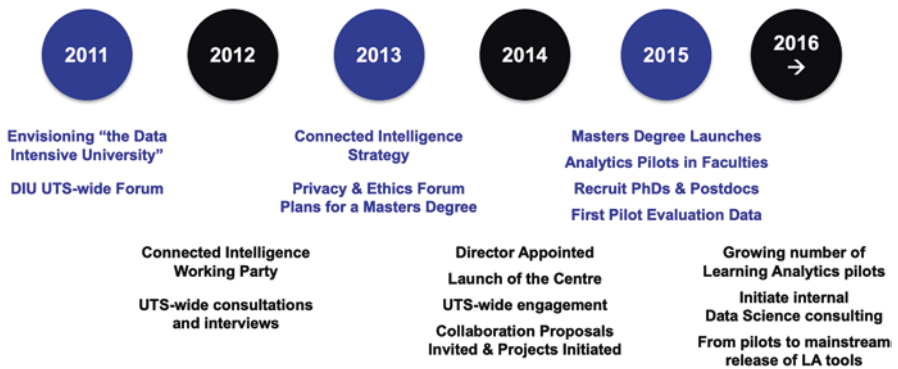 2011
2012
2013
2014
2015
2016
→
Envisioning “the Data
Intensive University”
DIU UTS-wide Forum
Connected Intelligence
Working Party
UTS-wide consultations
and interviews
Connected Intelligence
Strategy
Privacy & Ethics Forum
Plans for a Masters Degree
Director Appointed
Launch of the Centre
UTS-wide engagement
Collaboration Proposals
Invited & Projects Initiated
Masters Degree Launches
Analytics Pilots in Faculties
Recruit PhDs & Postdocs
First Pilot Evaluation Data
Growing number of
Learning Analytics pilots
Initiate internal
Data Science consulting
From pilots to mainstream
release of LA tools